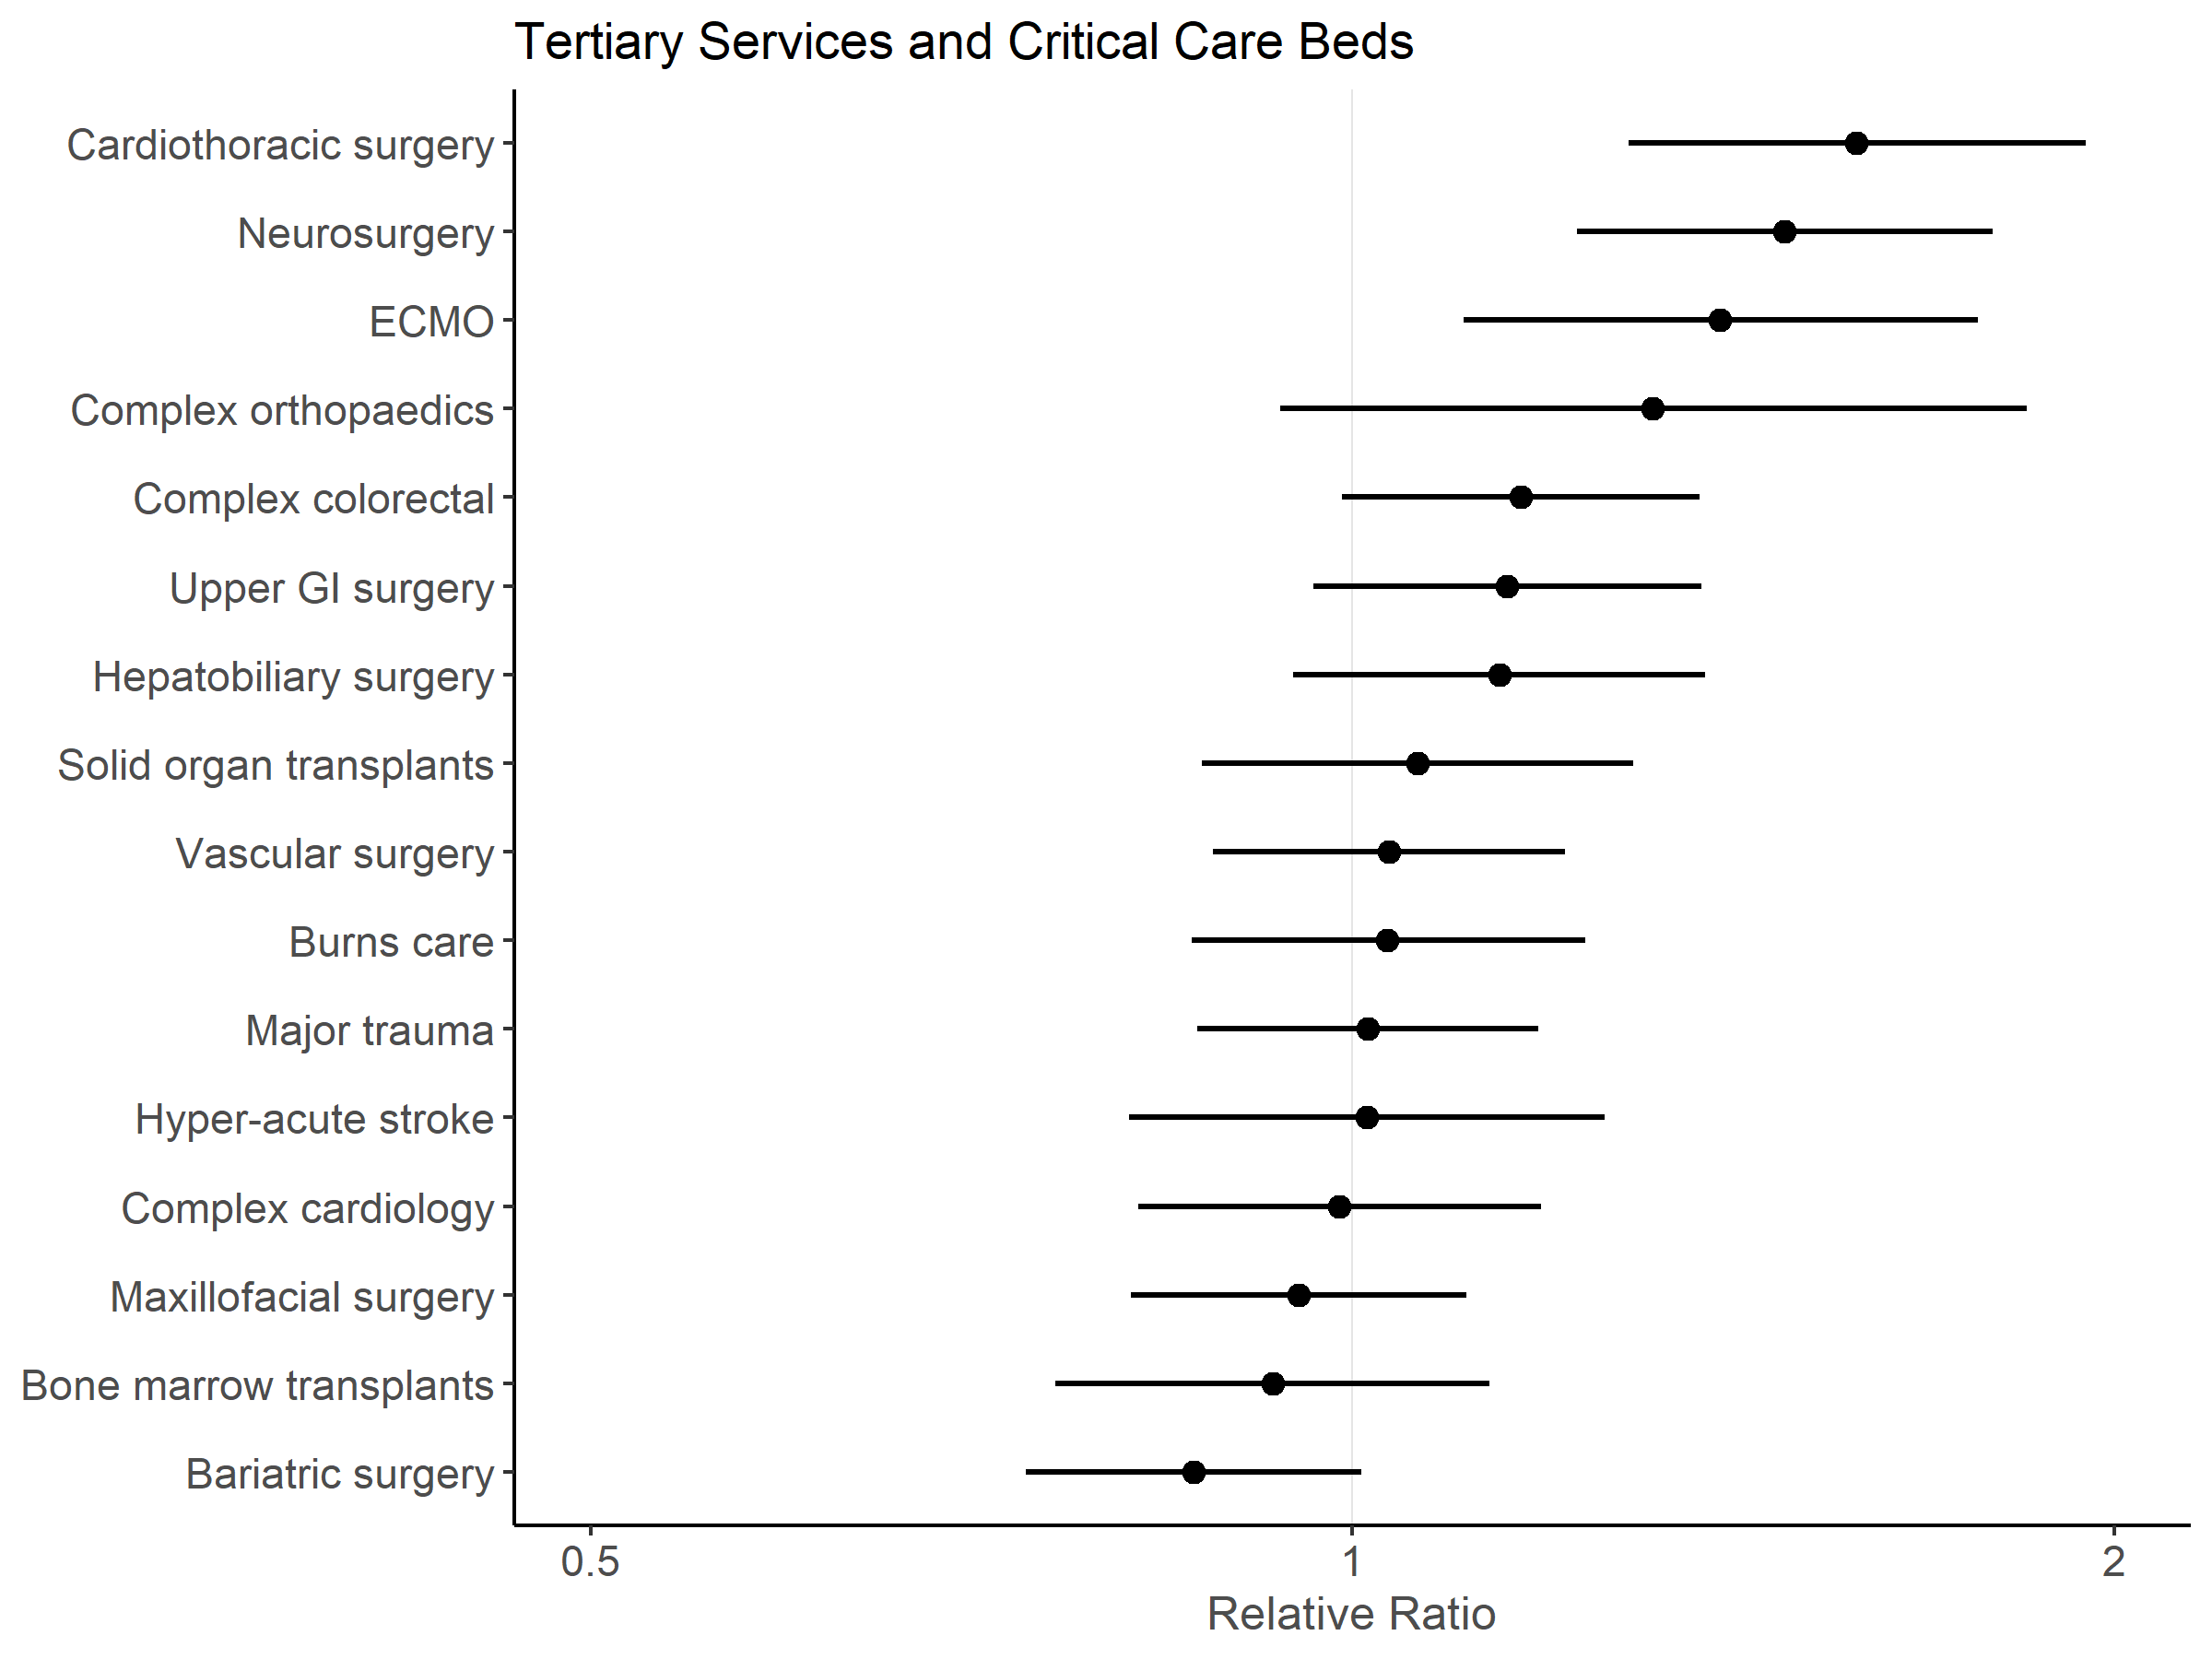 Tertiary Services and Critical Care Beds
Cardiothoracic surgery
Neurosurgery
ECMO
Complex orthopaedics
Complex colorectal
Upper GI surgery
Hepatobiliary surgery
Solid organ transplants
Vascular surgery
Burns care
Major trauma
Hyper-acute stroke
Complex cardiology
Maxillofacial surgery
Bone marrow transplants
Bariatric surgery
0.5 1 2
Relative Ratio